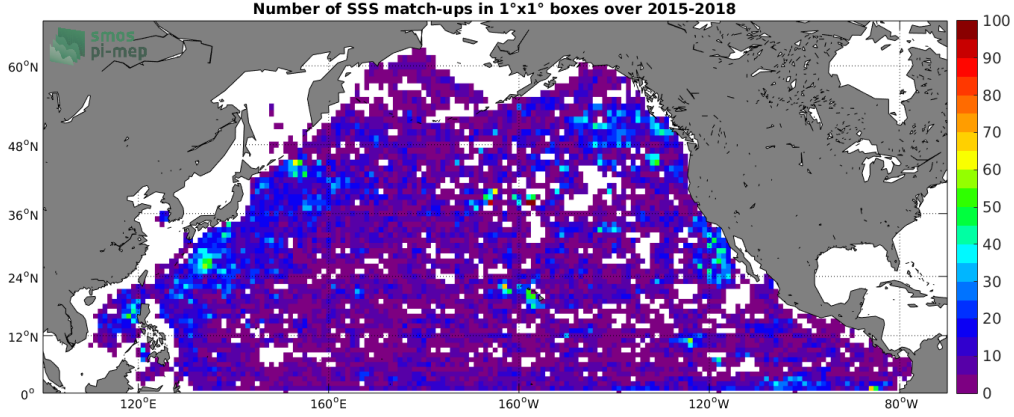 Number of SSS match-ups in 1°x1° boxes over 2015-2018
smos
pi-mep
60°N
48°N
36°N
24°N
12°N
0°
120°E
160°E
160°W
120°W
80°W
100
90
80
70
60
50
40
30
20
10
0